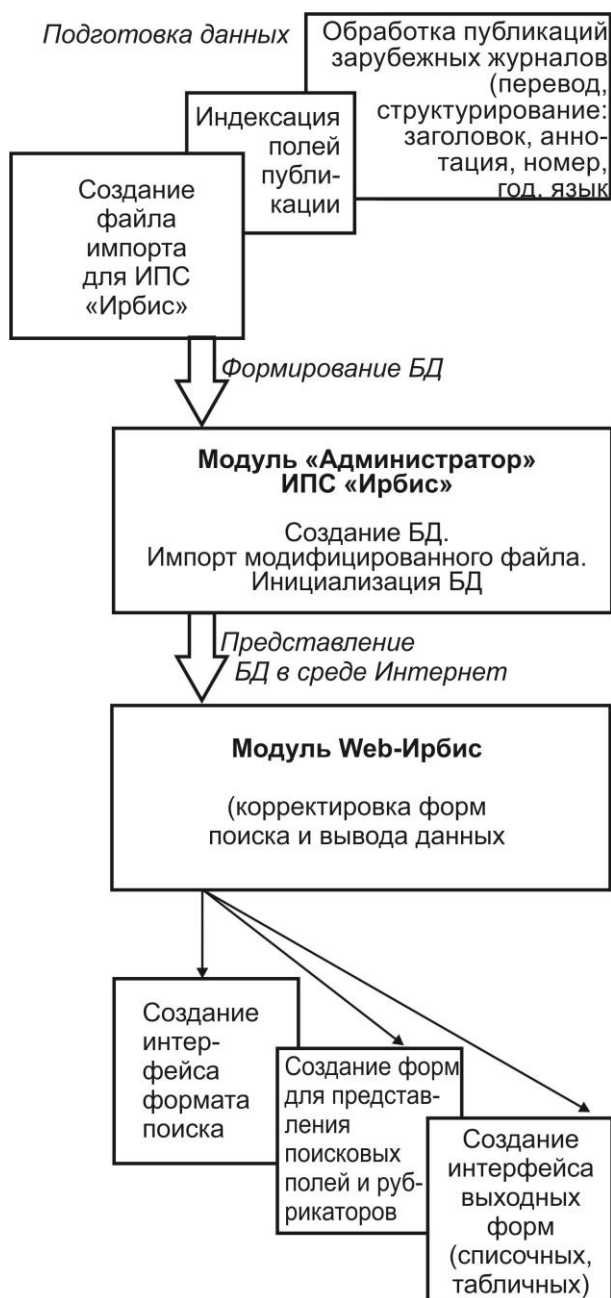 Подготовка данных
Обработка публикаций
зарубежных журналов
(перевод,
структурирование:
заголовок, анно-
тация, номер,
год, язык
Индексация
полей
публи-
кации
Создание
файла
импорта
для ИПС
«Ирбис»
Формирование БД
Модуль «Администратор»
ИПС «Ирбис»
Создание БД.
Импорт модифицированного файла.
Инициализация БД
Представление
БД в среде Интернет
Модуль Web-Ирбис
(корректировка форм
поиска и вывода данных
Создание
интер-
фейса
формата
поиска
Создание форм
для представ-
ления
поисковых
полей и руб-
рикаторов
Создание
интерфейса
выходных
форм
(списочных,
табличных)